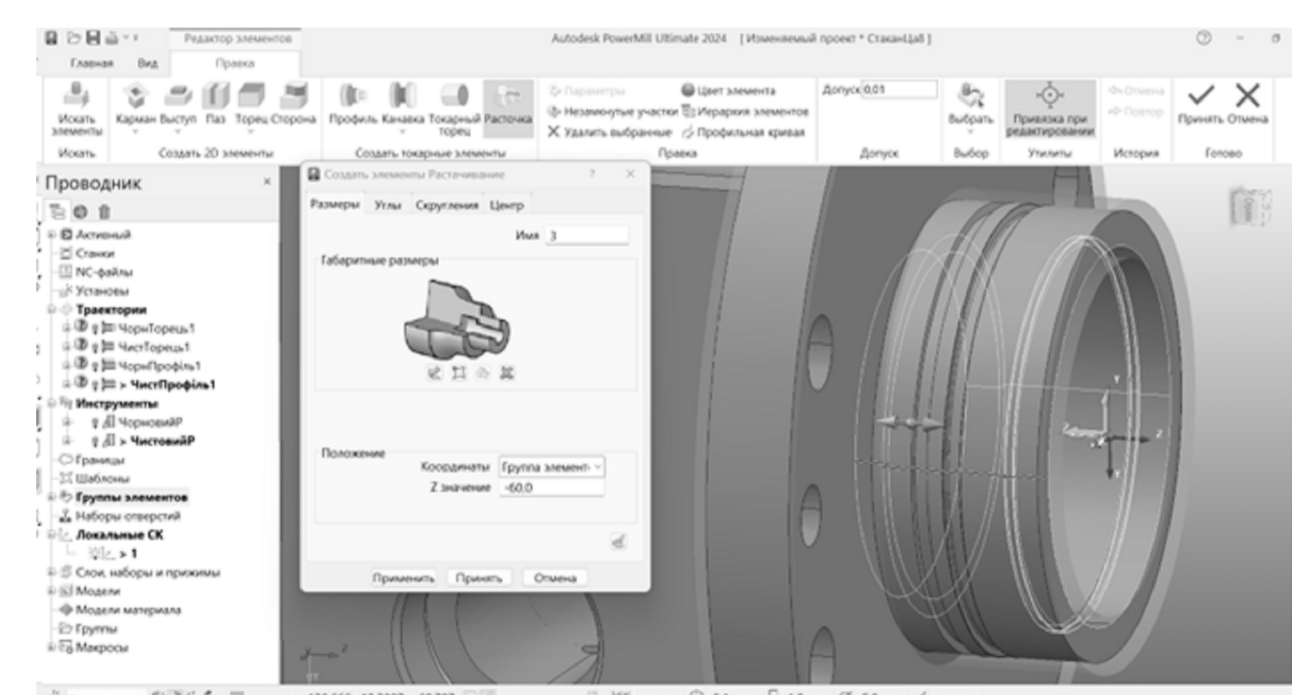 Редактор элементов
Autodesk PowerMill Ultimate 2024 [ Изменяемый проект * СтаканЦа8 ]
Главная Вид Правка
Искать элементы
Карман Выступ Паз Торец Сторона
Профиль Канавка Токарный торец Расточка
Параметры
Незамкнутые участки
Удалить выбранные
Цвет элемента
Иерархия элементов
Профильная кривая
Допуск 0,01
Выбрать
Привязка при редактировании
Отмена
Повтор
Принять Отмена
Искать Создать 2D элементы Создать токарные элементы Правка Допуск Выбор Утилиты История Готово
Проводник
Активный
Станки
NC-файлы
Установы
Траектории
ЧорнТорець1
ЧистТорець1
ЧорнПрофіль1
> ЧистПрофіль1
Инструменты
ЧорновийР
> ЧистовийР
Границы
Шаблоны
Группы элементов
Наборы отверстий
Локальные СК
> 1
Слои, наборы и прижимы
Модели
Модели материала
Группы
Макросы
Создать элементы Растачивание ? ×
Размеры Углы Скругления Центр
Имя 3
Габаритные размеры
Положение
Координаты Группа элемент
Z значение -60,0
Применить Принять Отмена
Y
Z
Z
Y
Z